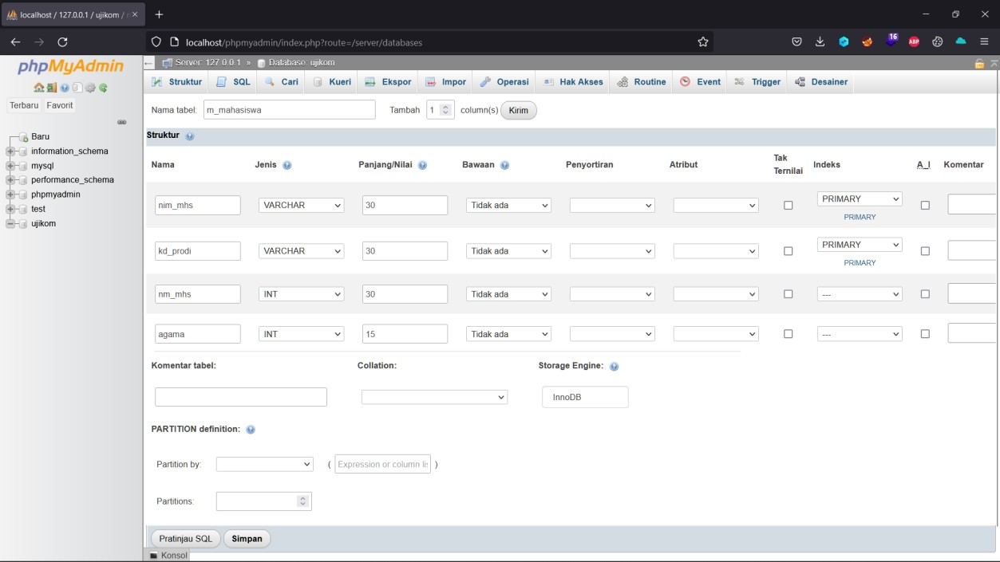 localhost / 127.0.0.1 / ujikom /
localhost/phpmyadmin/index.php?route=/server/databases
16
ABP
phpMyAdmin
Terbaru Favorit
Baru
information_schema
mysql
performance_schema
phpmyadmin
test
ujikom
Server: 127.0.0.1 » Database: ujikom
Struktur SQL Cari Kueri Ekspor Impor Operasi Hak Akses Routine Event Trigger Desainer
Nama tabel: m_mahasiswa Tambah 1 column(s) Kirim
Struktur
Nama Jenis Panjang/Nilai Bawaan Penyortiran Atribut Tak Ternilai Indeks A_I Komentar
nim_mhs VARCHAR 30 Tidak ada PRIMARY
PRIMARY
kd_prodi VARCHAR 30 Tidak ada PRIMARY
PRIMARY
nm_mhs INT 30 Tidak ada ---
agama INT 15 Tidak ada ---
Komentar tabel: Collation: Storage Engine:
InnoDB
PARTITION definition:
Partition by: ( Expression or column li )
Partitions:
Pratinjau SQL Simpan
Konsol